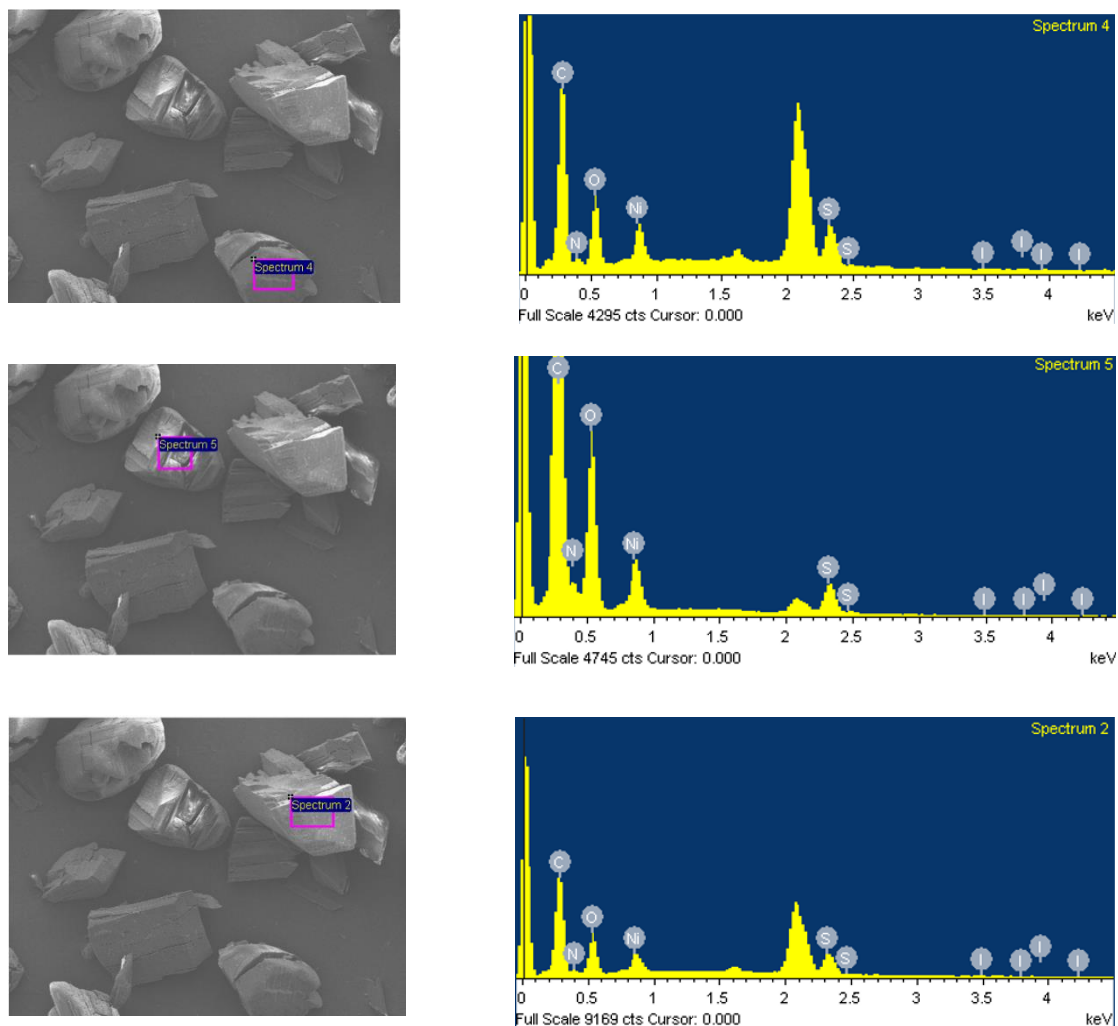 Spectrum 4
Spectrum 4
C
O
N
Ni
S
S
I
I
I
I
0 0.5 1 1.5 2 2.5 3 3.5 4
Full Scale 4295 cts Cursor: 0.000 keV
Spectrum 5
Spectrum 5
C
O
N
Ni
S
S
I
I
I
I
0 0.5 1 1.5 2 2.5 3 3.5 4
Full Scale 4745 cts Cursor: 0.000 keV
Spectrum 2
Spectrum 2
C
O
N
Ni
S
S
I
I
I
I
0 0.5 1 1.5 2 2.5 3 3.5 4
Full Scale 9169 cts Cursor: 0.000 keV